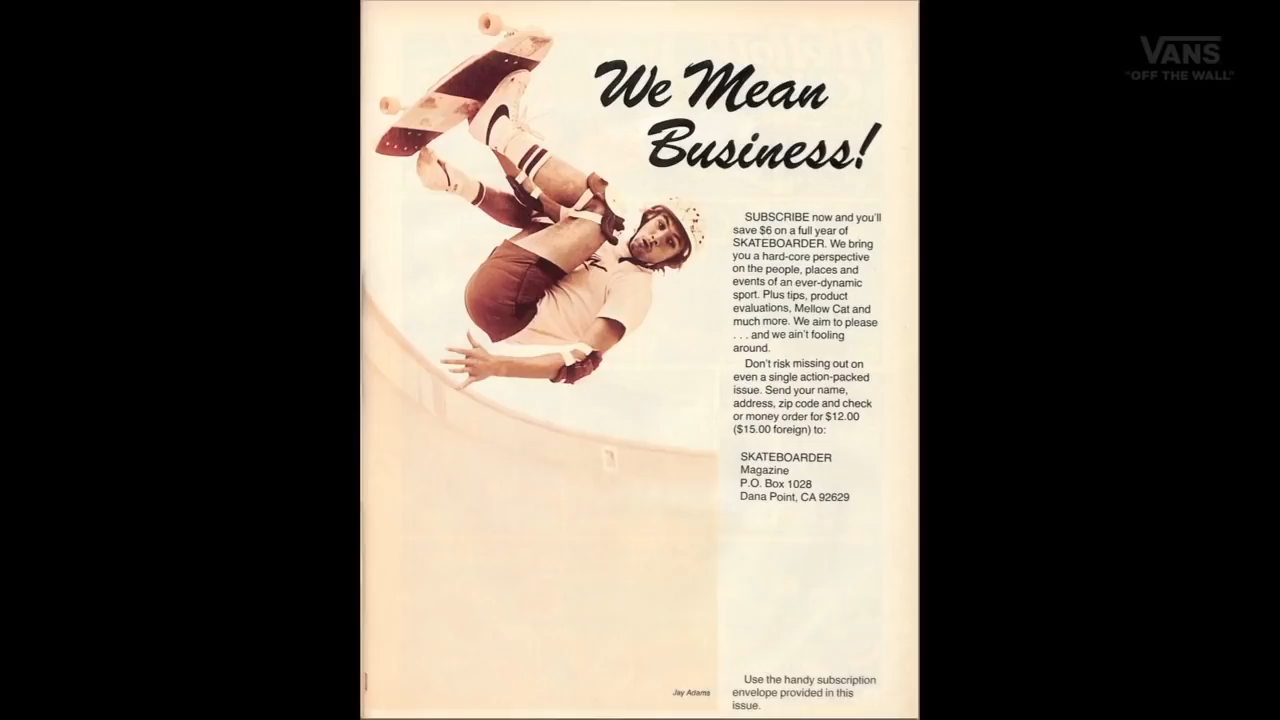 VANS
"OFF THE WALL"
We Mean
Business!
SUBSCRIBE now and you'll
save $6 on a full year of
SKATEBOARDER. We bring
you a hard-core perspective
on the people, places and
events of an ever-dynamic
sport. Plus tips, product
evaluations, Mellow Cat and
much more. We aim to please
. . . and we ain't fooling
around.
Don't risk missing out on
even a single action-packed
issue. Send your name,
address, zip code and check
or money order for $12.00
($15.00 foreign) to:
SKATEBOARDER
Magazine
P.O. Box 1028
Dana Point, CA 92629
Jay Adams
Use the handy subscription
envelope provided in this
issue.